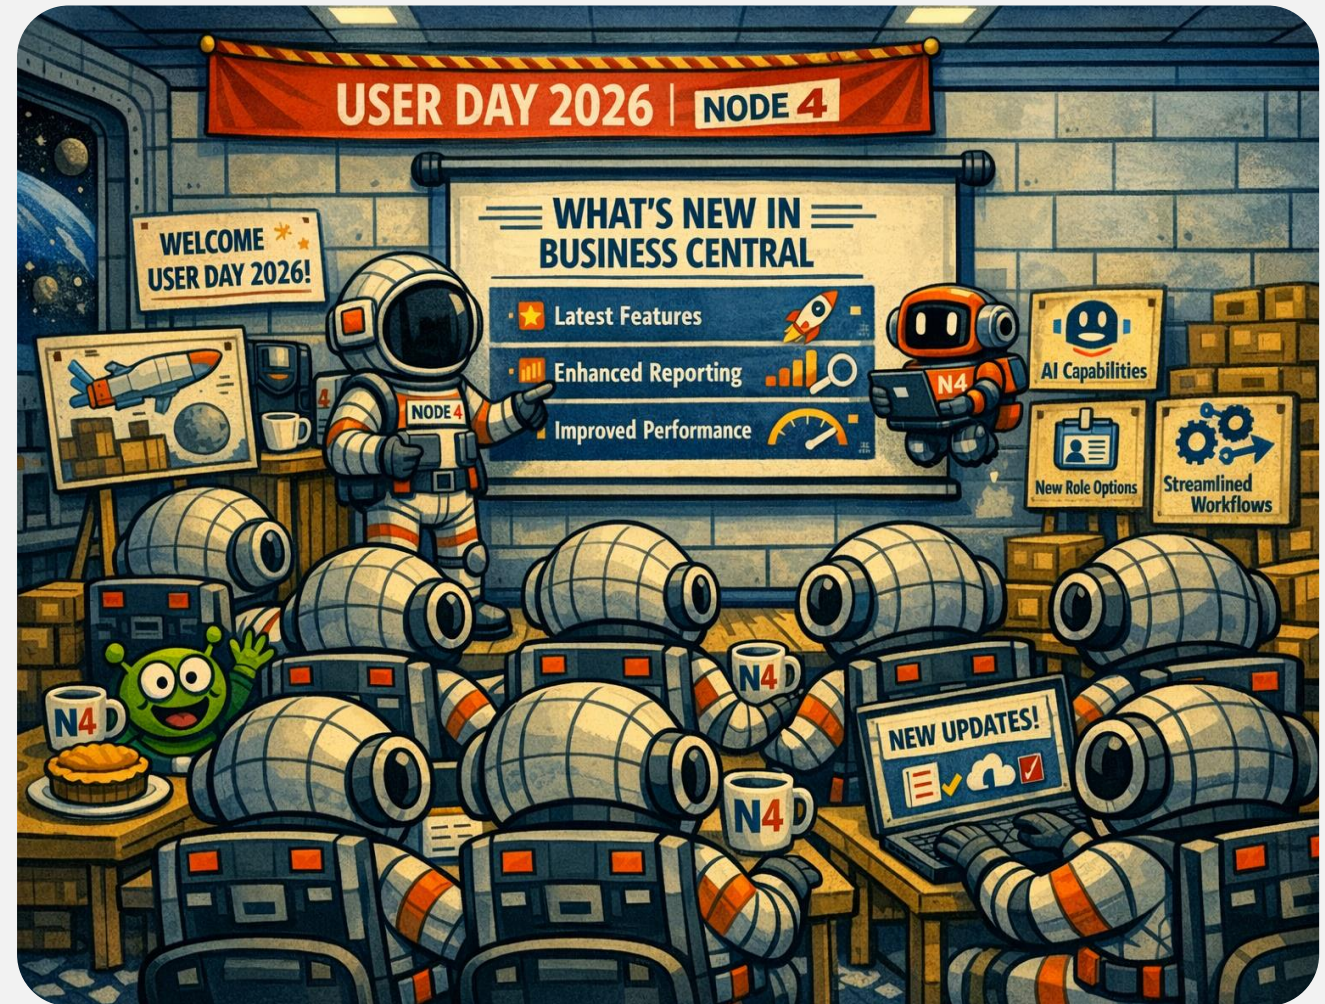 USER DAY 2026 | NODE 4
WELCOME
USER DAY 2026!
WHAT'S NEW IN
BUSINESS CENTRAL
Latest Features
Enhanced Reporting
Improved Performance
4
NODE 4
N4
AI Capabilities
New Role Options
Streamlined
Workflows
N4
N4
NEW UPDATES!
N4